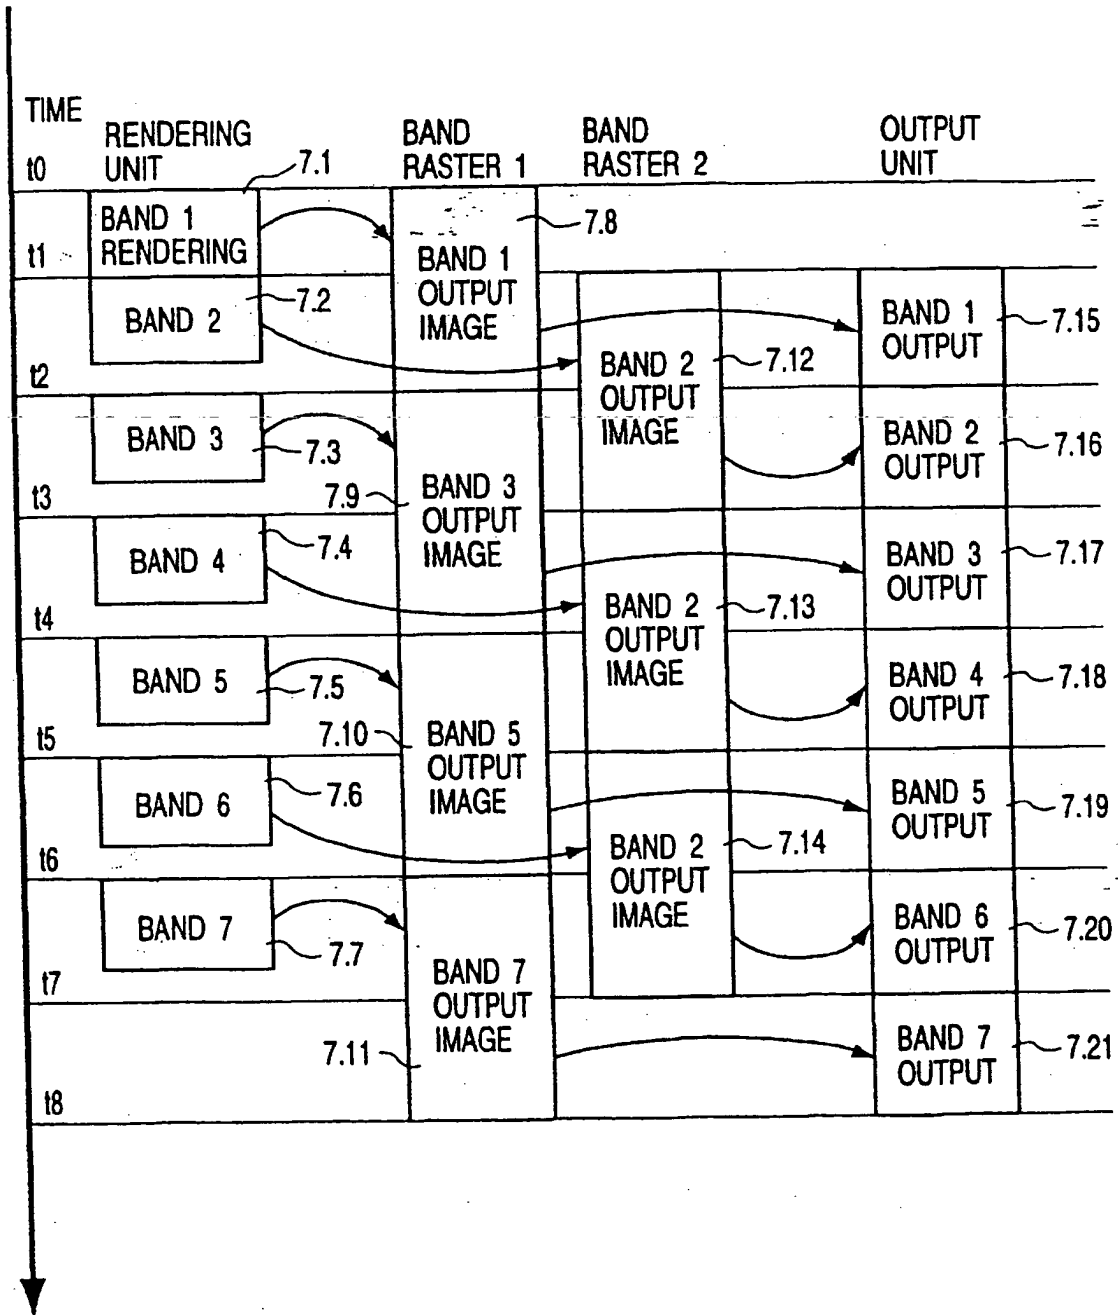 TIME
RENDERING
UNIT
BAND
RASTER 1
BAND
RASTER 2
OUTPUT
UNIT
t0
7.1
BAND 1
RENDERING
7.8
t1
BAND 1
OUTPUT
IMAGE
BAND 2
7.2
BAND 1
OUTPUT
7.15
t2
BAND 2
OUTPUT
IMAGE
7.12
BAND 3
7.3
BAND 2
OUTPUT
7.16
t3
7.9
BAND 3
OUTPUT
IMAGE
BAND 4
7.4
BAND 3
OUTPUT
7.17
t4
BAND 2
OUTPUT
IMAGE
7.13
BAND 5
7.5
BAND 4
OUTPUT
7.18
t5
7.10
BAND 5
OUTPUT
IMAGE
BAND 6
7.6
BAND 5
OUTPUT
7.19
t6
BAND 2
OUTPUT
IMAGE
7.14
BAND 7
7.7
BAND 6
OUTPUT
7.20
t7
BAND 7
OUTPUT
IMAGE
7.11
BAND 7
OUTPUT
7.21
t8